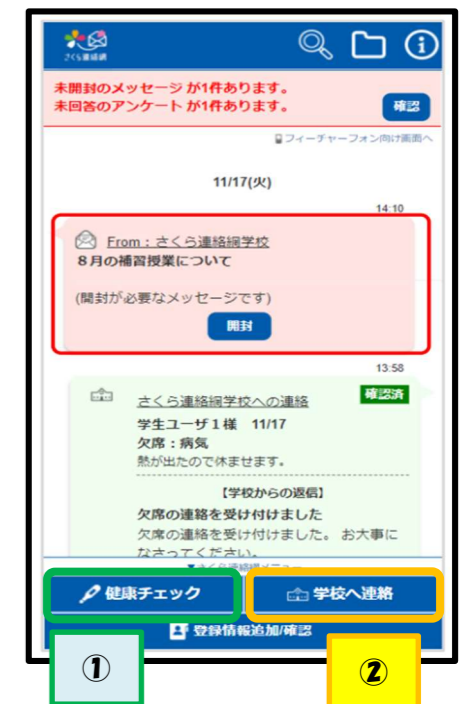 さくら連絡網
未開封のメッセージ が1件あります。
未回答のアンケート が1件あります。
確認
フィーチャーフォン向け画面へ
11/17(火)
14:10
From：さくら連絡網学校
８月の補習授業について
(開封が必要なメッセージです)
開封
13:58
さくら連絡網学校への連絡
確認済
学生ユーザ１様　11/17
欠席：病気
熱が出たので休ませます。
【学校からの返信】
欠席の連絡を受け付けました
欠席の連絡を受け付けました。 お大事に
なさってください。
▼さくら連絡網メニュー
健康チェック
学校へ連絡
登録情報追加/確認
①
②